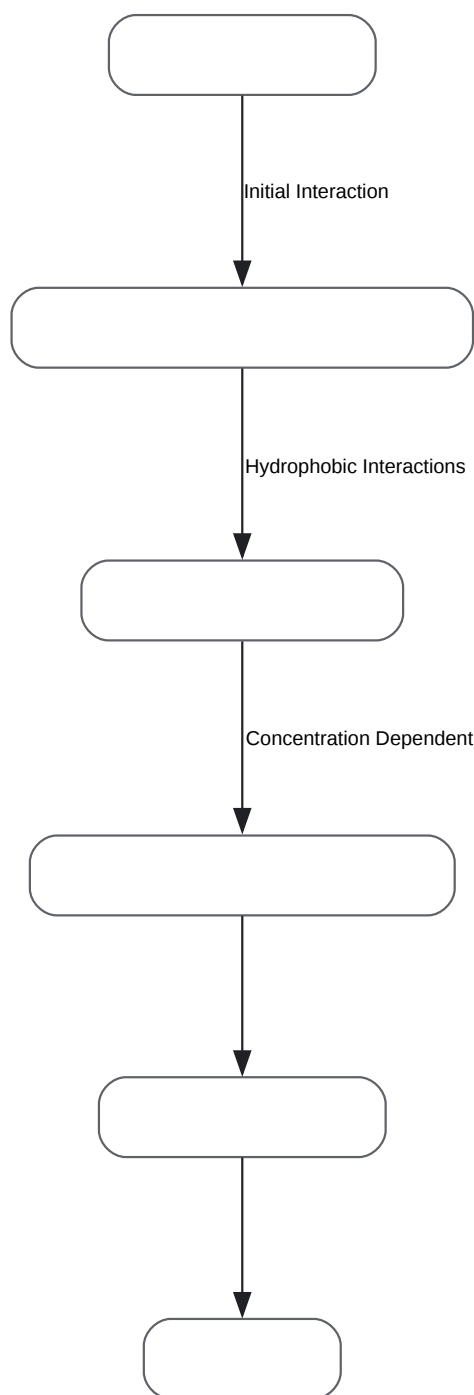 Initial Interaction
Hydrophobic Interactions
Concentration Dependent